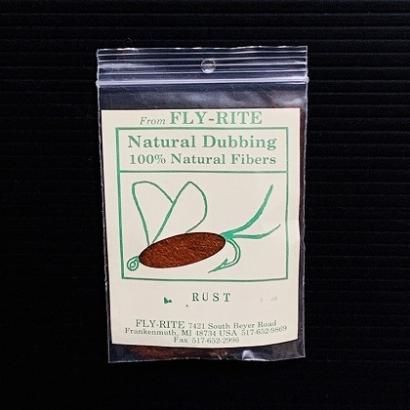 From FLY-RITE
Natural Dubbing
100% Natural Fibers
RUST
FLY-RITE 7421 South Beyer Road
Frankenmuth, MI 48734 USA 517-652-9869
Fax 517-652-2996